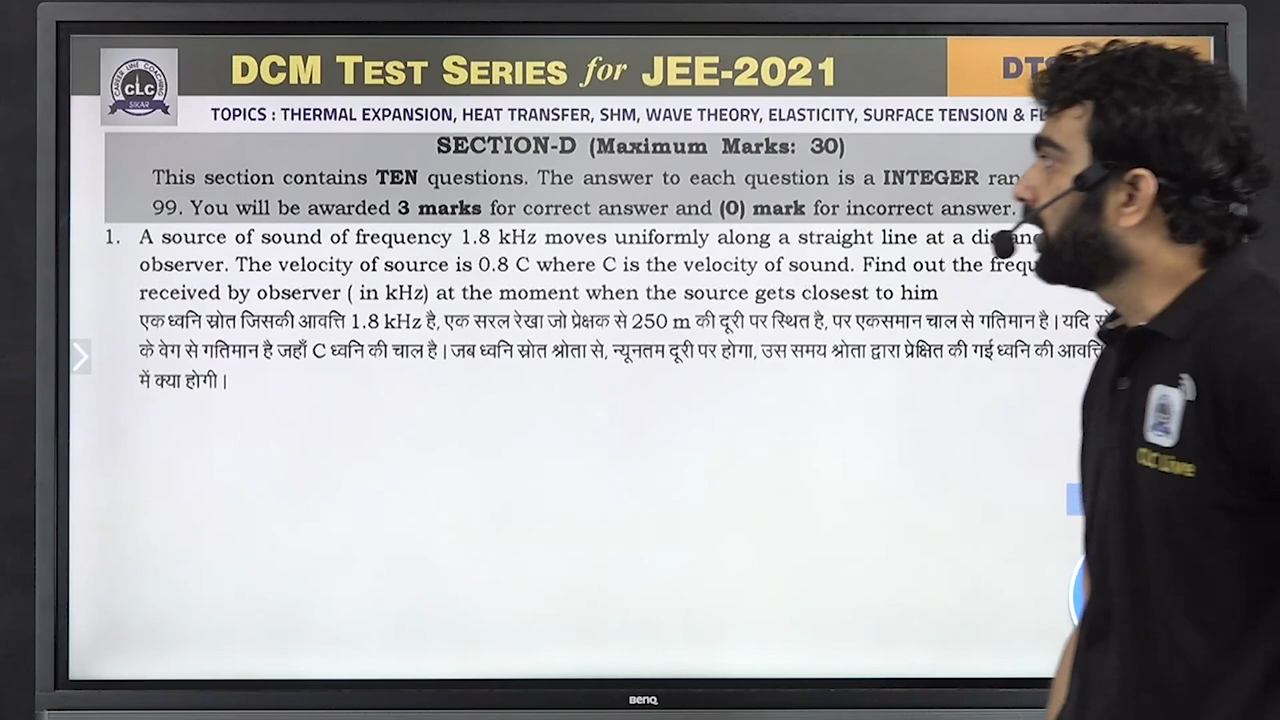 CAREER LINE COACHING
CLC
SIKAR
DCM TEST SERIES for JEE-2021
TOPICS : THERMAL EXPANSION, HEAT TRANSFER, SHM, WAVE THEORY, ELASTICITY, SURFACE TENSION &
SECTION-D (Maximum Marks: 30)
This section contains TEN questions. The answer to each question is a INTEGER
99. You will be awarded 3 marks for correct answer and (0) mark for incorrect answer.
1. A source of sound of frequency 1.8 kHz moves uniformly along a straight line at a
observer. The velocity of source is 0.8 C where C is the velocity of sound. Find out the
received by observer ( in kHz) at the moment when the source gets closest to him
एक ध्वनि स्रोत जिसकी आवत्ति 1.8 kHz है, एक सरल रेखा जो प्रेक्षक से 250 m की दूरी पर स्थित है, पर एकसमान चाल से गतिमान है। यदि
के वेग से गतिमान है जहाँ C ध्वनि की चाल है। जब ध्वनि स्रोत श्रोता से, न्यूनतम दूरी पर होगा, उस समय श्रोता द्वारा प्रेक्षित की गई ध्वनि की आवत्ति
में क्या होगी।
CLC Live
BenQ